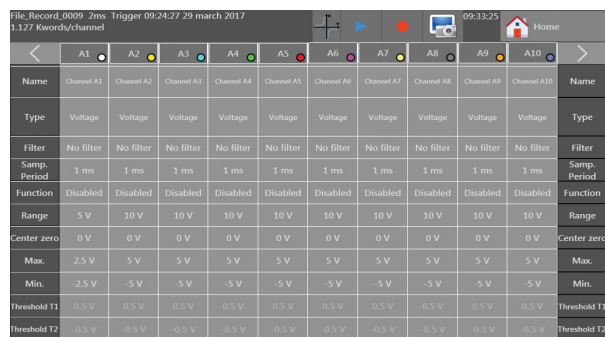 File_Record_0009 2ms Trigger 09:24:27 29 march 2017
1.127 Kwords/channel
09:33:25
Home
A1 A2 A3 A4 A5 A6 A7 A8 A9 A10
Name Channel A1 Channel A2 Channel A3 Channel A4 Channel A5 Channel A6 Channel A7 Channel A8 Channel A9 Channel A10 Name
Type Voltage Voltage Voltage Voltage Voltage Voltage Voltage Voltage Voltage Voltage Type
Filter No filter No filter No filter No filter No filter No filter No filter No filter No filter No filter Filter
Samp. Period 1 ms 1 ms 1 ms 1 ms 1 ms 1 ms 1 ms 1 ms 1 ms 1 ms Samp. Period
Function Disabled Disabled Disabled Disabled Disabled Disabled Disabled Disabled Disabled Disabled Function
Range 5 V 10 V 10 V 10 V 10 V 10 V 10 V 10 V 10 V 10 V Range
Center zero 0 V 0 V 0 V 0 V 0 V 0 V 0 V 0 V 0 V 0 V Center zero
Max. 2.5 V 5 V 5 V 5 V 5 V 5 V 5 V 5 V 5 V 5 V Max.
Min. -2.5 V -5 V -5 V -5 V -5 V -5 V -5 V -5 V -5 V -5 V Min.
Threshold T1 0.5 V 0.5 V 0.5 V 0.5 V 0.5 V 0.5 V 0.5 V 0.5 V 0.5 V 0.5 V Threshold T1
Threshold T2 -0.5 V -0.5 V -0.5 V -0.5 V -0.5 V -0.5 V -0.5 V -0.5 V -0.5 V -0.5 V Threshold T2